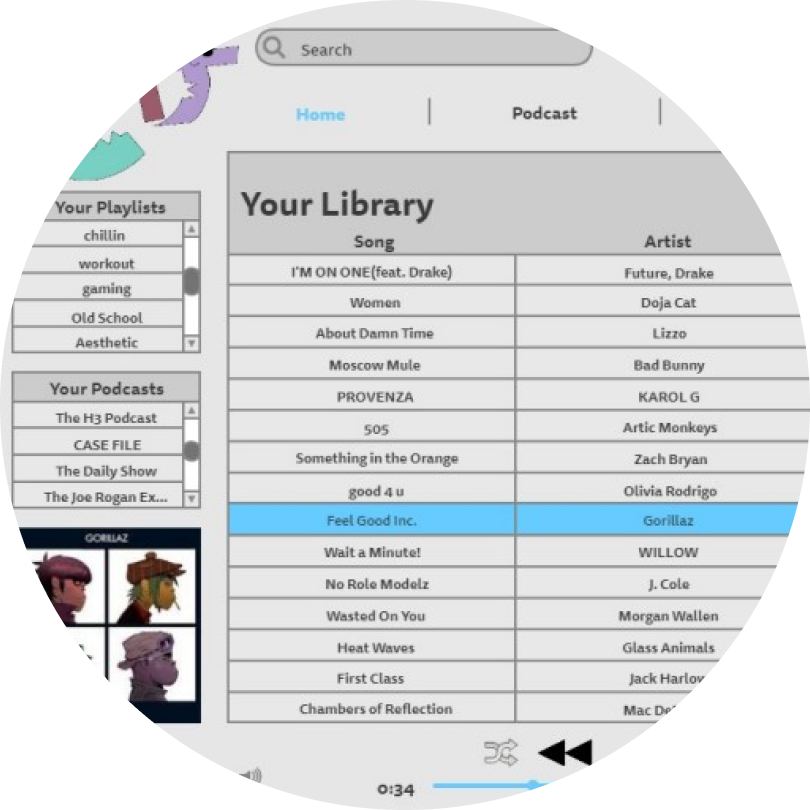 Search
Home
Podcast
Your Playlists
chillin
workout
gaming
Old School
Aesthetic
Your Podcasts
The H3 Podcast
CASE FILE
The Daily Show
The Joe Rogan Ex...
GORILLAZ
Your Library
Song Artist
I'M ON ONE(feat. Drake) Future, Drake
Women Doja Cat
About Damn Time Lizzo
Moscow Mule Bad Bunny
PROVENZA KAROL G
505 Artic Monkeys
Something in the Orange Zach Bryan
good 4 u Olivia Rodrigo
Feel Good Inc. Gorillaz
Wait a Minute! WILLOW
No Role Modelz J. Cole
Wasted On You Morgan Wallen
Heat Waves Glass Animals
First Class Jack Harlow
Chambers of Reflection Mac
0:34